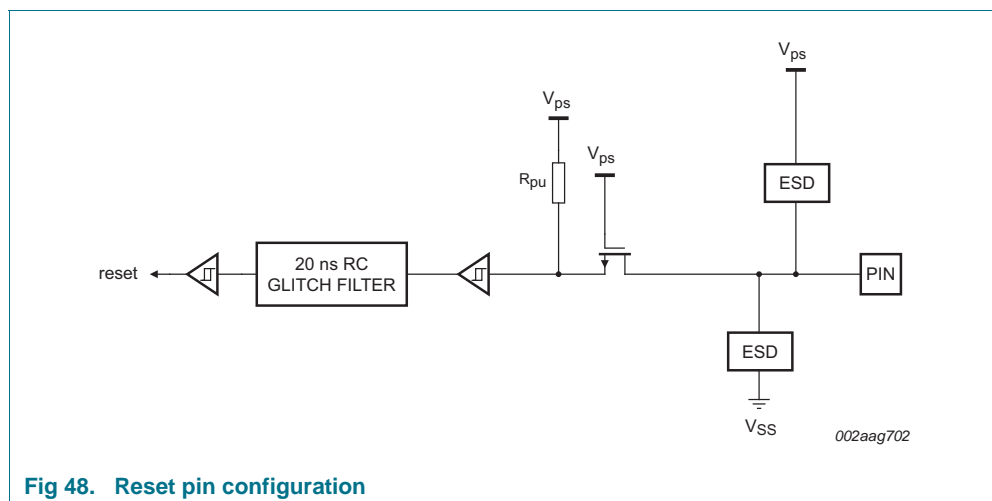 Vps
Vps
Vps
Rpu
ESD
reset
20 ns RC
GLITCH FILTER
PIN
ESD
VSS
002aag702
Fig 48. Reset pin configuration